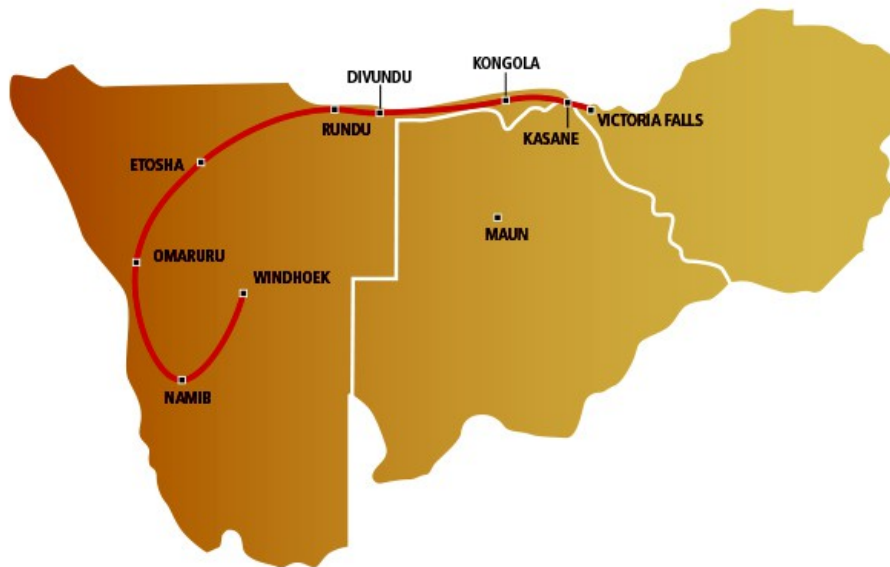 KONGOLA
DIVUNDU
VICTORIA FALLS
RUNDU
KASANE
ETOSHA
MAUN
OMARURU
WINDHOEK
NAMIB